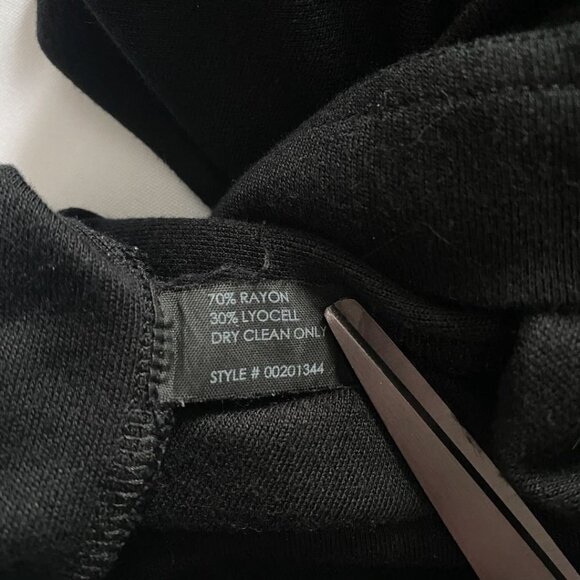 70% RAYON
30% LYOCELL
DRY CLEAN ONLY
STYLE # 00201344